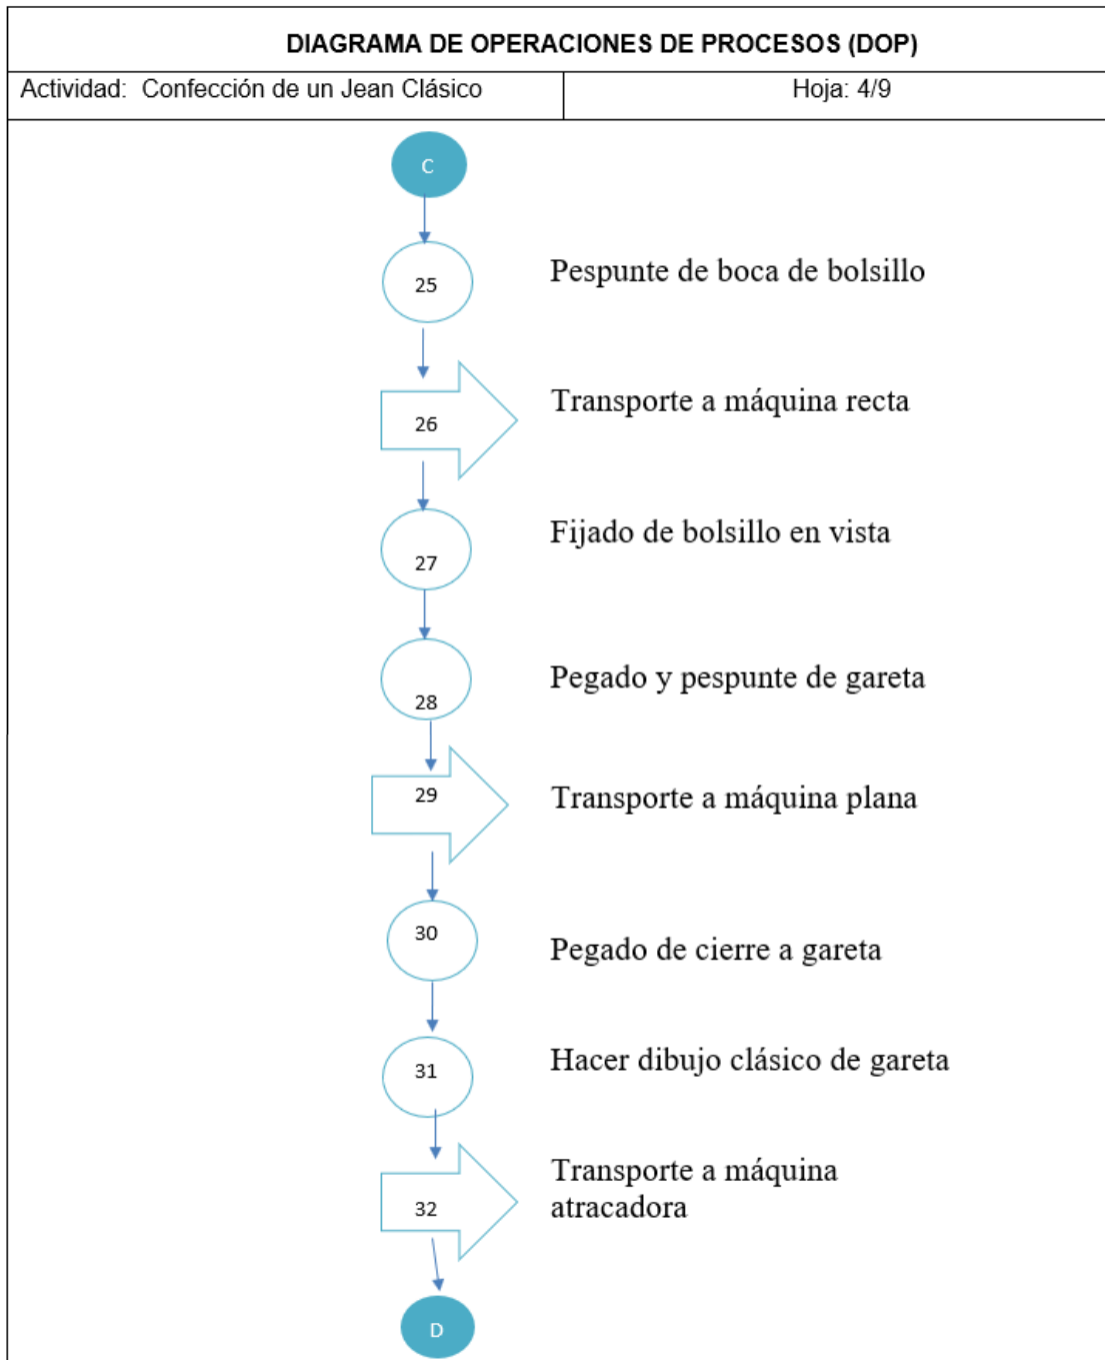 DIAGRAMA DE OPERACIONES DE PROCESOS (DOP)
Actividad: Confección de un Jean Clásico
Hoja: 4/9
C
25
Pespunte de boca de bolsillo
26
Transporte a máquina recta
27
Fijado de bolsillo en vista
28
Pegado y pespunte de gareta
29
Transporte a máquina plana
30
Pegado de cierre a gareta
31
Hacer dibujo clásico de gareta
32
Transporte a máquina
atracadora
D